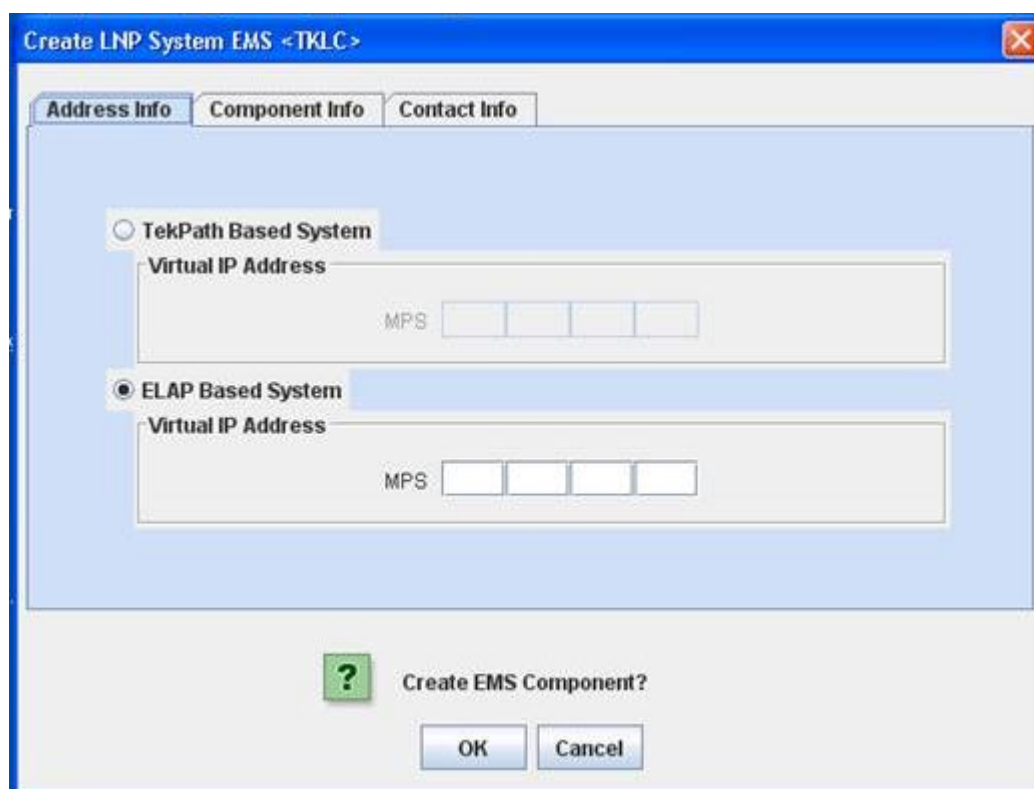 Create LNP System EMS <TKLC>
Address Info Component Info Contact Info
TekPath Based System
Virtual IP Address
MPS
ELAP Based System
Virtual IP Address
MPS
? Create EMS Component?
OK Cancel